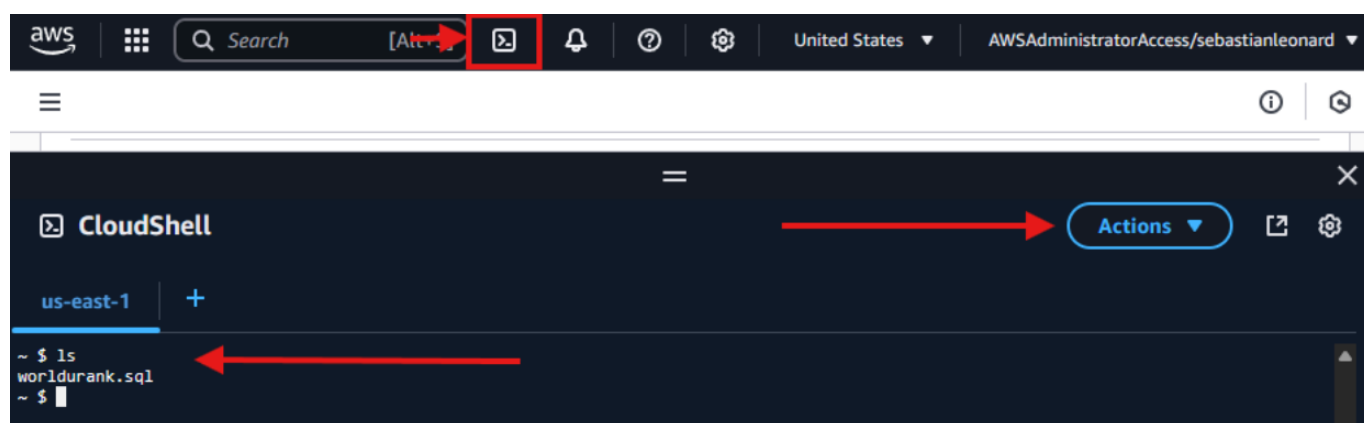 aws Search [Alt+S] United States AWSAdministratorAccess/sebastianleonard
CloudShell Actions
us-east-1 +
~ $ ls
worldurank.sql
~ $